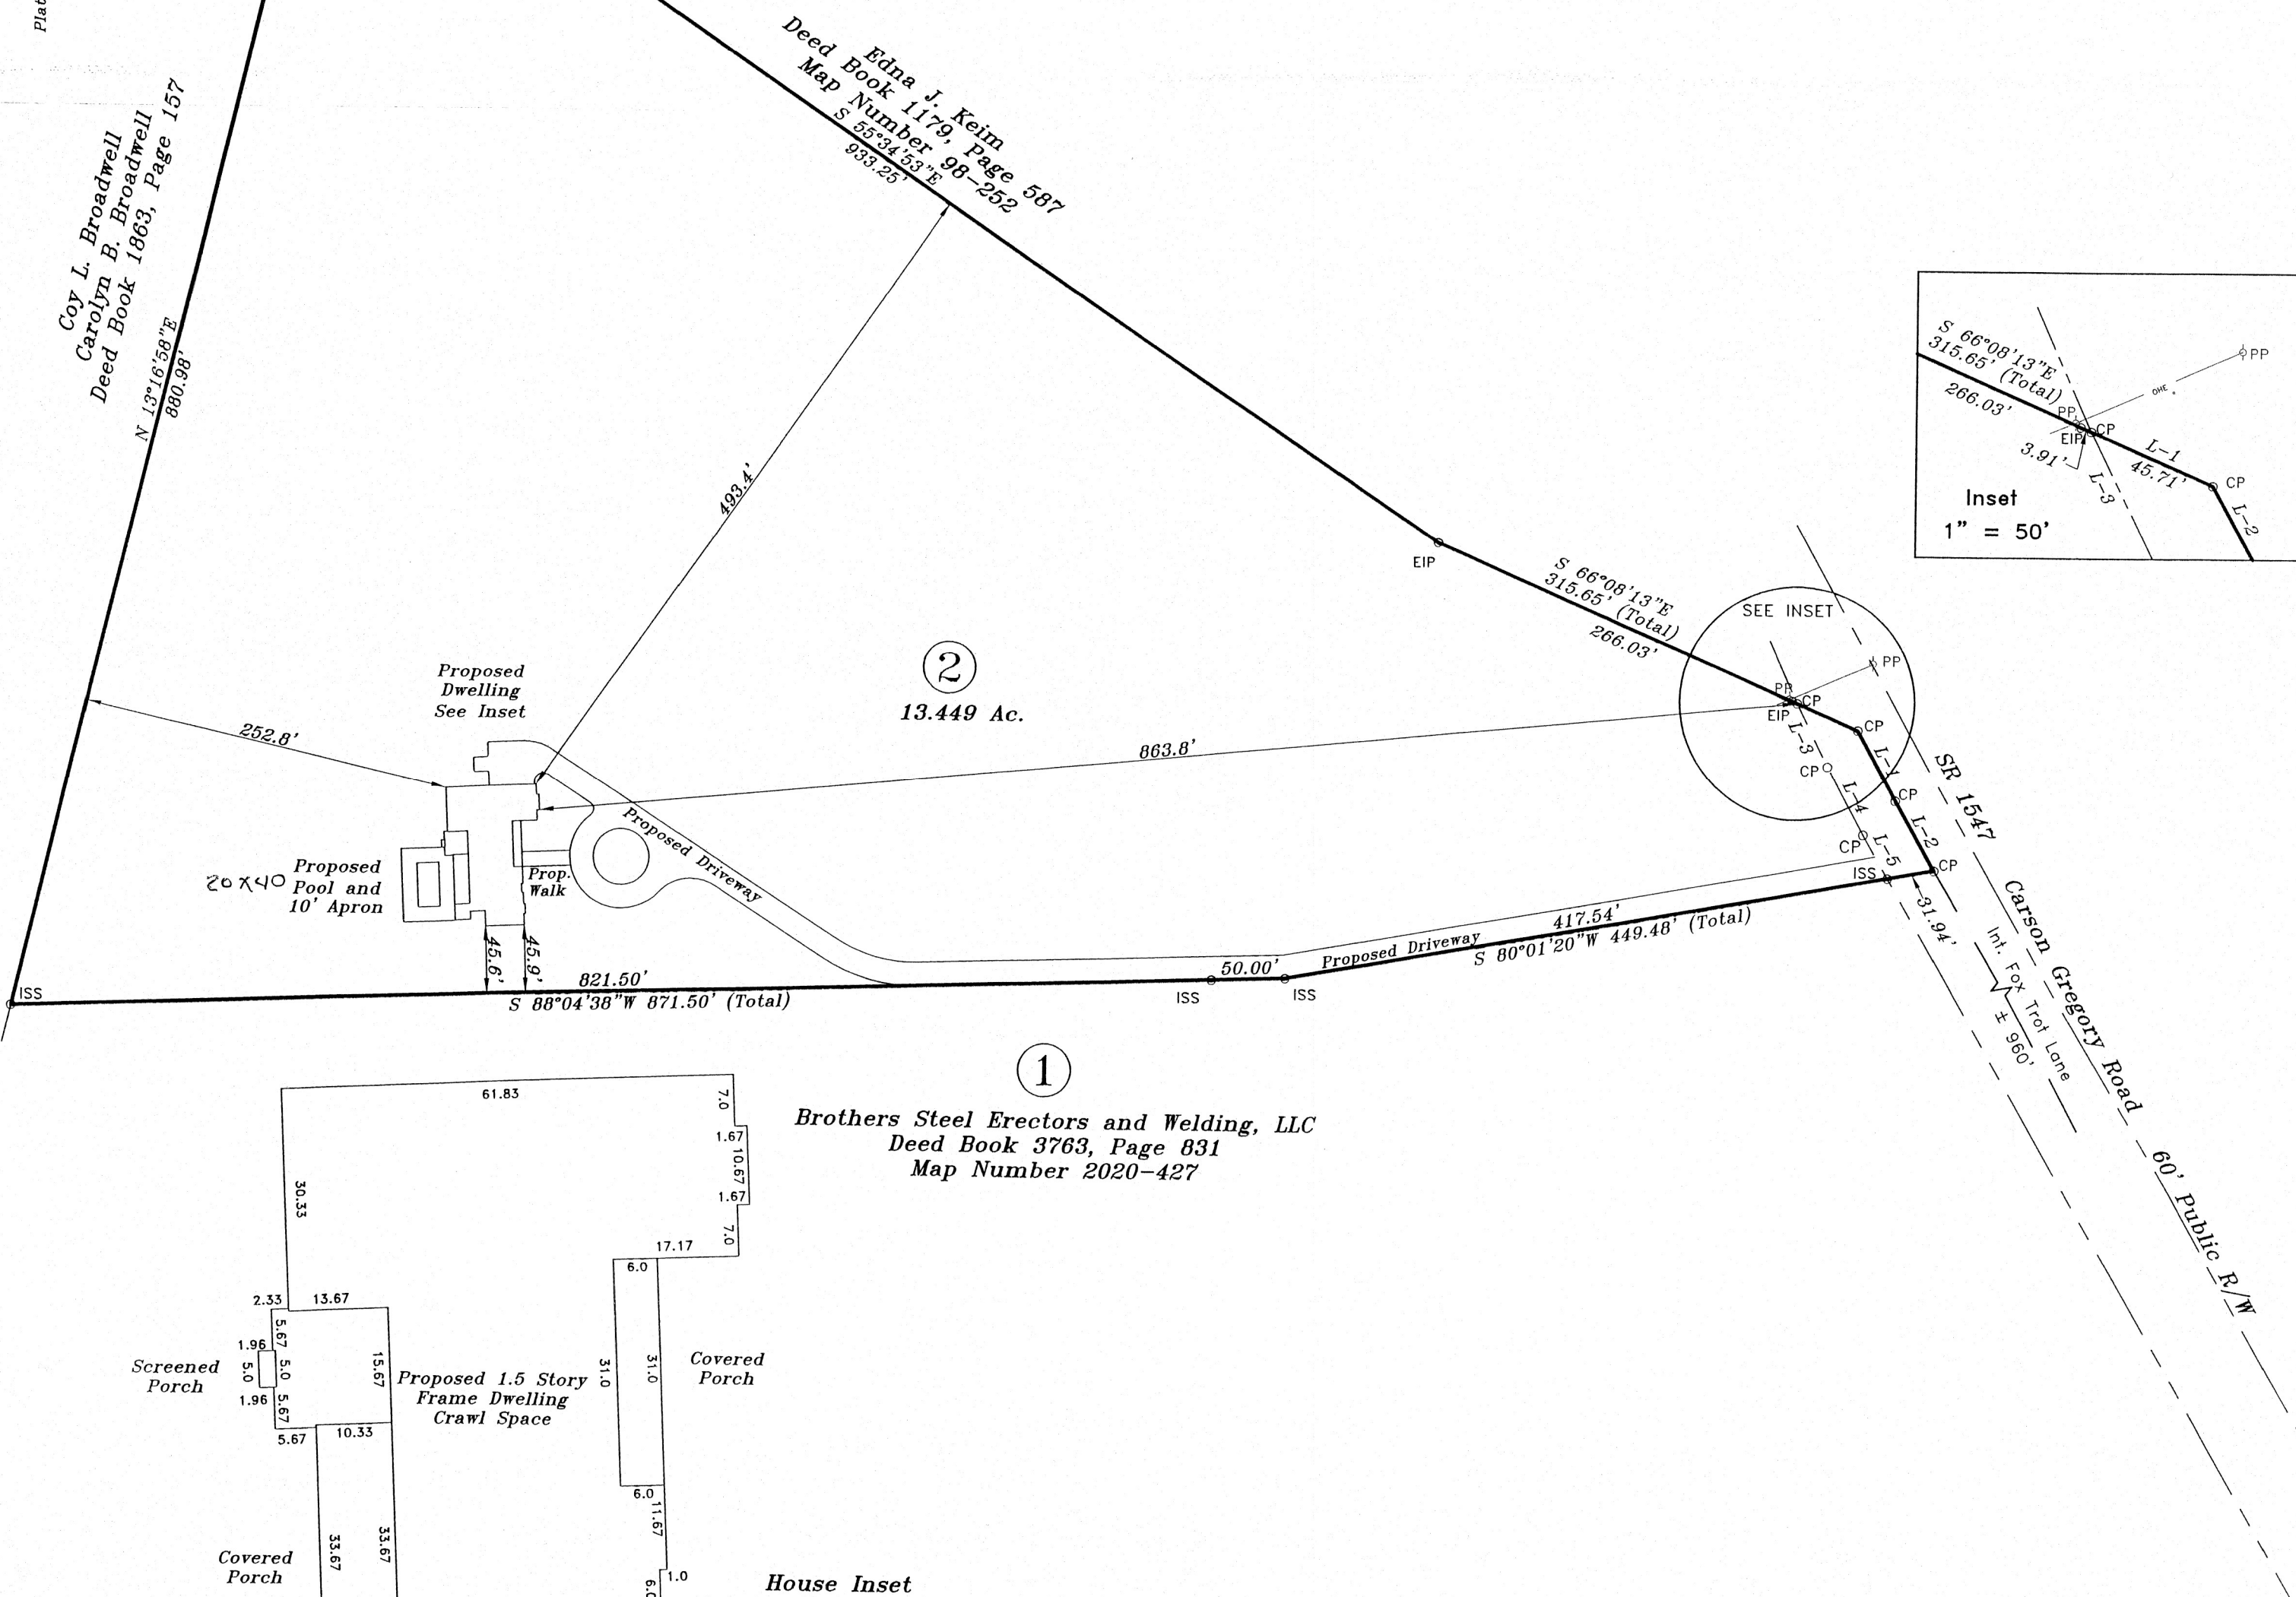 Plat
Coy L. Broadwell
Carolyn B. Broadwell
Deed Book 1863, Page 157
N 13°16'58"E
880.98'
Edna J. Keim
Deed Book 1179, Page 587
Map Number 98-252
S 55°34'53"E
933.25'
493.4'
EIP
S 66°08'13"E
315.65' (Total)
266.03'
SEE INSET
PP
PP
CP
EIP
L-3
CP
CP
L-1
L-4
CP
L-2
CP
L-5
CP
ISS
31.94'
S 66°08'13"E
315.65' (Total)
266.03'
PP
OHE
PP
CP
EIP
3.91'
L-1
45.71'
CP
L-3
L-2
Inset
1" = 50'
Proposed
Dwelling
See Inset
252.8'
2
13.449 Ac.
863.8'
20 X 40
Proposed
Pool and
10' Apron
Prop.
Walk
Proposed Driveway
45.6'
45.9'
ISS
821.50'
S 88°04'38"W 871.50' (Total)
50.00'
ISS
ISS
Proposed Driveway
417.54'
S 80°01'20"W 449.48' (Total)
SR 1547
Carson Gregory Road
60' Public R/W
Int. Fox Trot Lane
± 960'
1
Brothers Steel Erectors and Welding, LLC
Deed Book 3763, Page 831
Map Number 2020-427
61.83
7.0
1.67
10.67
1.67
7.0
17.17
6.0
30.33
2.33
13.67
5.67
1.96
5.0
5.0
1.96
5.67
5.67
10.33
15.67
Screened
Porch
Proposed 1.5 Story
Frame Dwelling
Crawl Space
31.0
31.0
Covered
Porch
6.0
11.67
1.0
6.0
33.67
33.67
Covered
Porch
House Inset